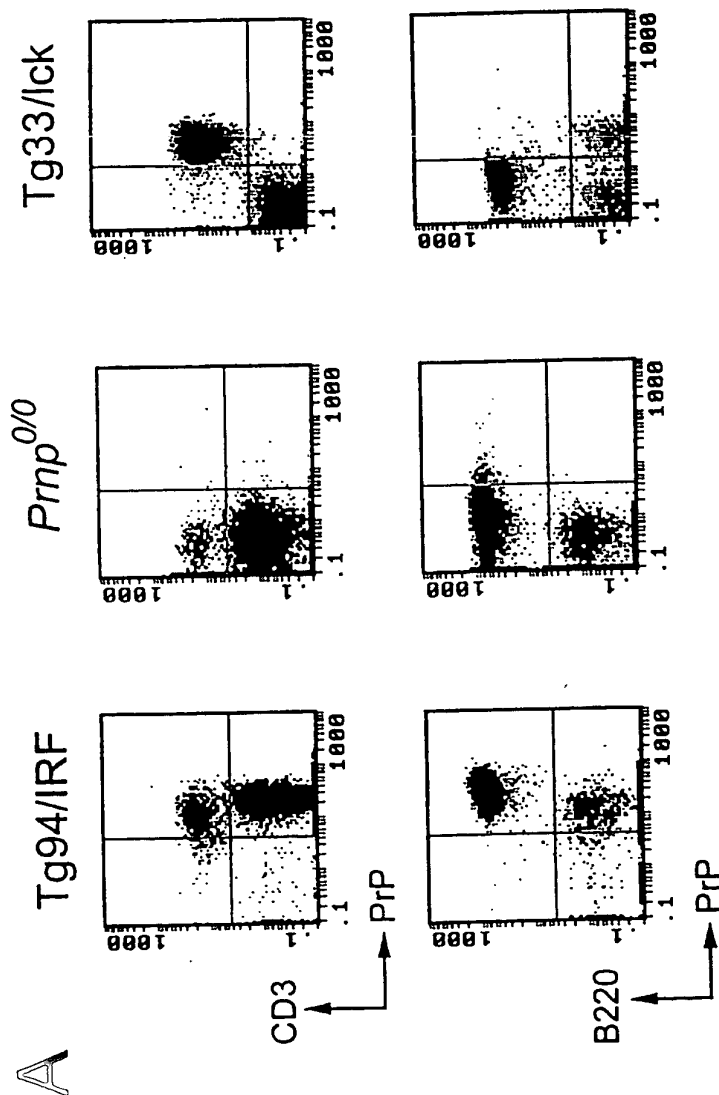 A
Tg94/IRF Prnp0/0 Tg33/lck
1000 1000 1000
CD3
.1 .1 .1
.1 1000 .1 1000 .1 1000
PrP
1000 1000 1000
B220
.1 .1 .1
.1 1000 .1 1000 .1 1000
PrP